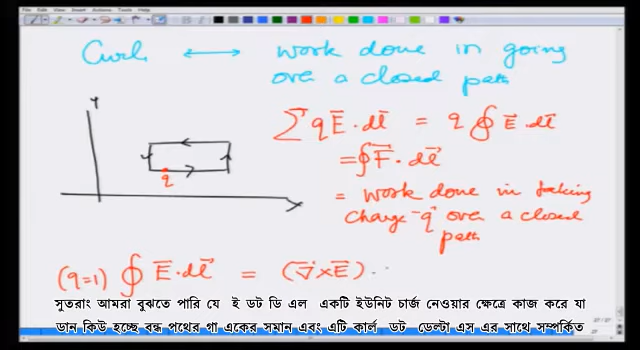 Curl ⟷ work done in going
over a closed path
Y
q
X
Σ q E⃗ · dl⃗ = q ∮ E⃗ · dl⃗
= ∮ F⃗ · dl⃗
= work done in taking
charge q over a closed
path
(q=1) ∮ E⃗ · dl⃗ = (∇⃗ × E⃗) ·
সুতরাং আমরা বুঝতে পারি যে ই ডট ডি এল একটি ইউনিট চার্জ নেওয়ার ক্ষেত্রে কাজ করে যা
ডান কিউ হচ্ছে বন্ধ পথের গা একের সমান এবং এটি কার্ল ডট ডেল্টা এস এর সাথে সম্পর্কিত